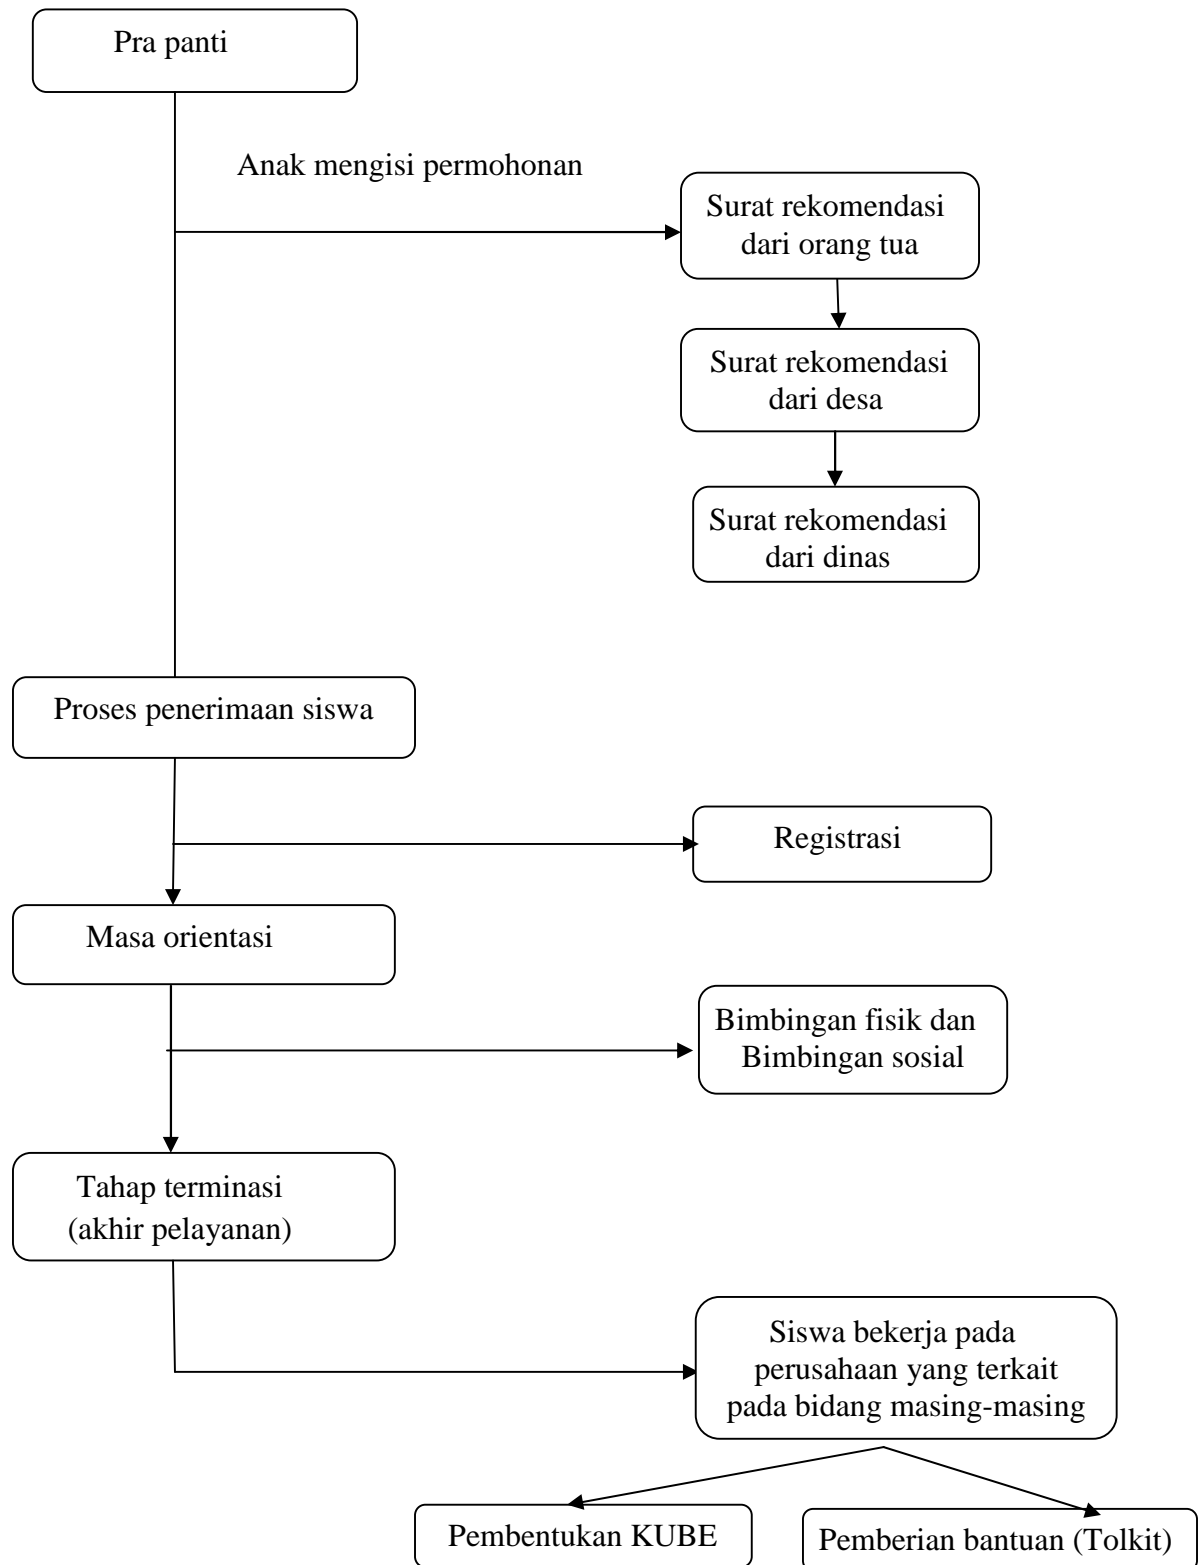 Pra panti
Anak mengisi permohonan
Surat rekomendasi
dari orang tua
Surat rekomendasi
dari desa
Surat rekomendasi
dari dinas
Proses penerimaan siswa
Registrasi
Masa orientasi
Bimbingan fisik dan
Bimbingan sosial
Tahap terminasi
(akhir pelayanan)
Siswa bekerja pada
perusahaan yang terkait
pada bidang masing-masing
Pembentukan KUBE
Pemberian bantuan (Tolkit)